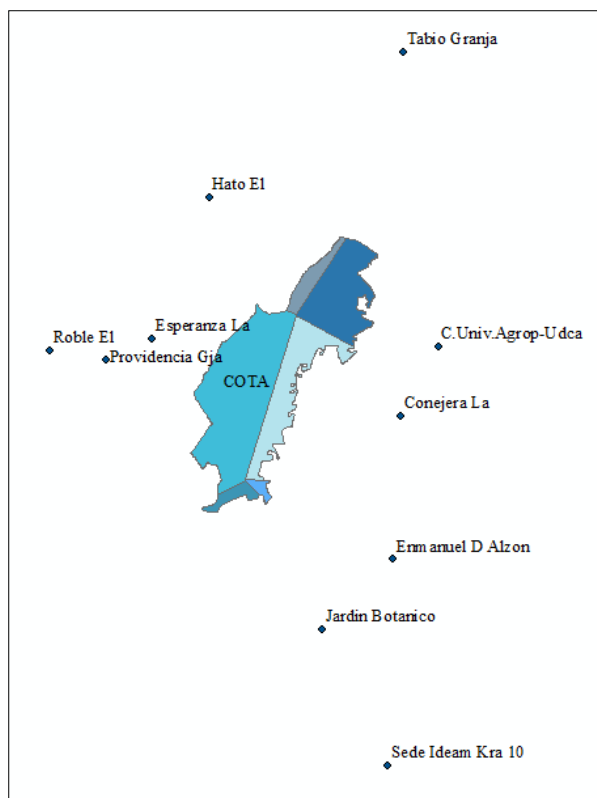 Tabio Granja
Hato El
Esperanza La
Roble El
Providencia Gja
C.Univ.Agrop-Udca
COTA
Conejera La
Enmanuel D Alzon
Jardin Botanico
Sede Ideam Kra 10